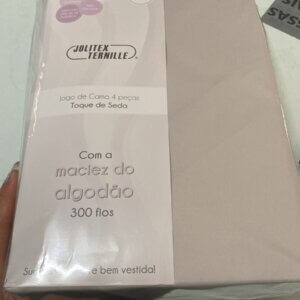 JOLITEX
TERNILLE®
Jogo de Cama 4 peças
Toque de Seda
Com a
maciez do
algodão
300 fios
e bem vestida!